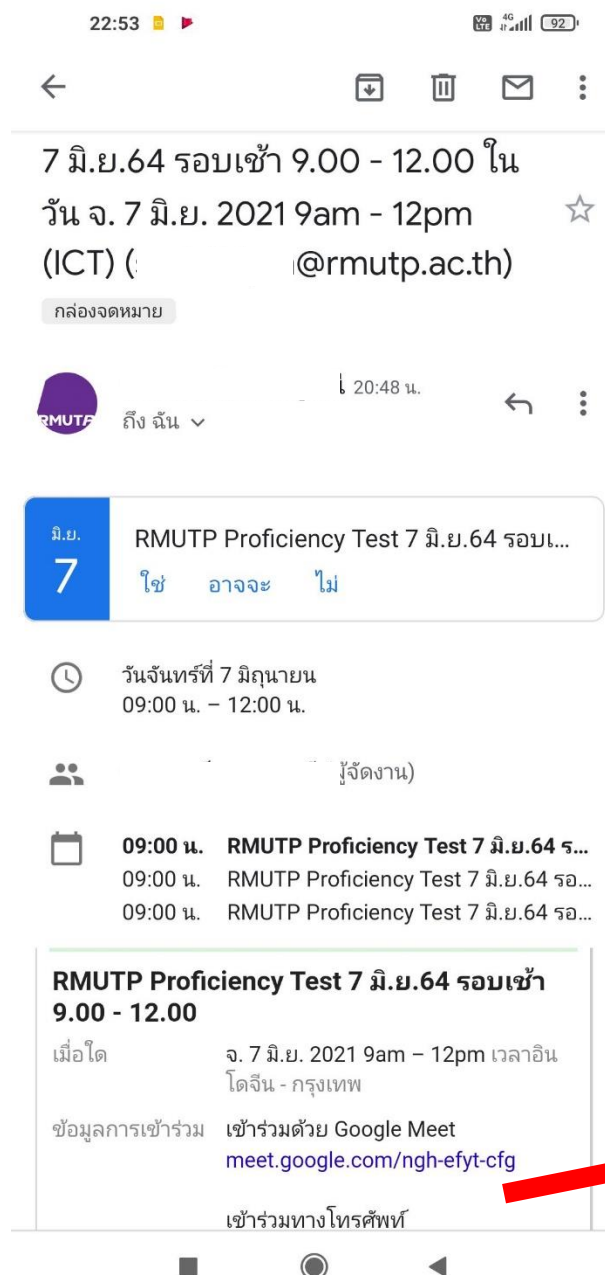 22:53
VO LTE 4G 92
7 มิ.ย.64 รอบเช้า 9.00 - 12.00 ใน
วัน จ. 7 มิ.ย. 2021 9am - 12pm
(ICT) ( @rmutp.ac.th)
กล่องจดหมาย
RMUTP
20:48 น.
ถึง ฉัน
มิ.ย.
7
RMUTP Proficiency Test 7 มิ.ย.64 รอบเ...
ใช่ อาจจะ ไม่
วันจันทร์ที่ 7 มิถุนายน
09:00 น. – 12:00 น.
ผู้จัดงาน)
09:00 น. RMUTP Proficiency Test 7 มิ.ย.64 ร...
09:00 น. RMUTP Proficiency Test 7 มิ.ย.64 รอ...
09:00 น. RMUTP Proficiency Test 7 มิ.ย.64 รอ...
RMUTP Proficiency Test 7 มิ.ย.64 รอบเช้า
9.00 - 12.00
เมื่อใด จ. 7 มิ.ย. 2021 9am – 12pm เวลาอิน
โดจีน - กรุงเทพ
ข้อมูลการเข้าร่วม เข้าร่วมด้วย Google Meet
meet.google.com/ngh-efyt-cfg
เข้าร่วมทางโทรศัพท์